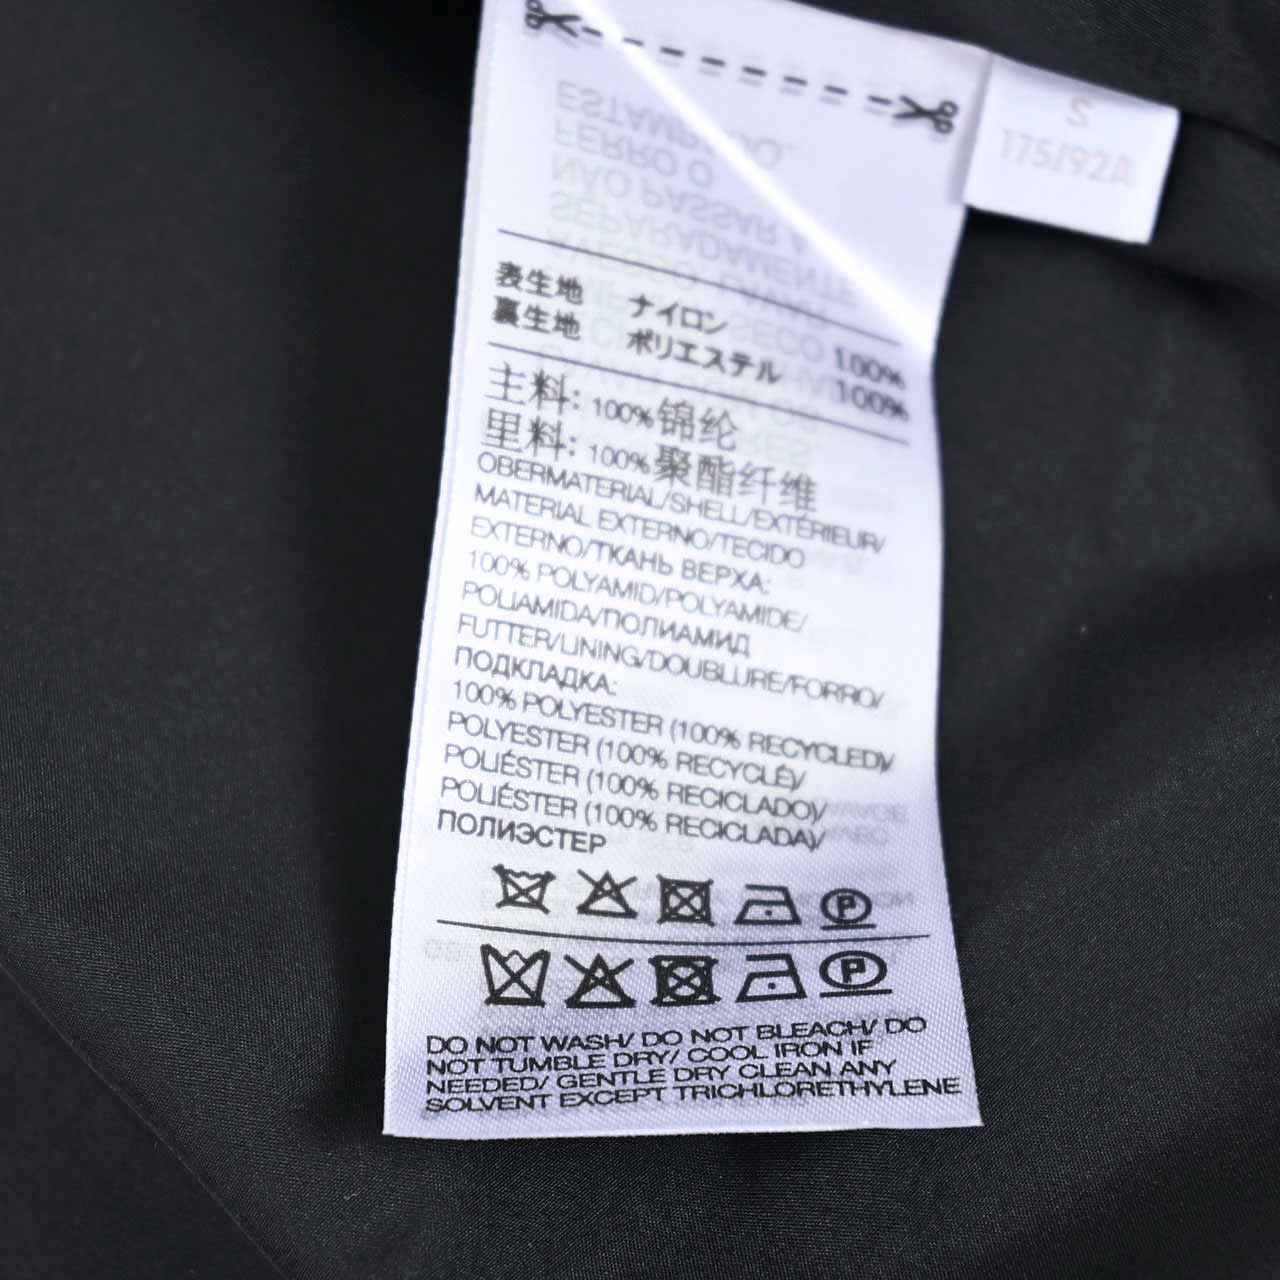 S
175/92A
表生地 ナイロン 100%
裏生地 ポリエステル 100%
主料: 100%锦纶
里料: 100%聚酯纤维
OBERMATERIAL/SHELL/EXTÉRIEUR/
MATERIAL EXTERNO/TECIDO
EXTERNO/ТКАНЬ ВЕРХА:
100% POLYAMID/POLYAMIDE/
POLIAMIDA/ПОЛИАМИД
FUTTER/LINING/DOUBLURE/FORRO/
ПОДКЛАДКА:
100% POLYESTER (100% RECYCLED)/
POLYESTER (100% RECYCLÉ)/
POLIÉSTER (100% RECICLADO)/
POLIÉSTER (100% RECICLADA)/
ПОЛИЭСТЕР
P
P
DO NOT WASH/ DO NOT BLEACH/ DO
NOT TUMBLE DRY/ COOL IRON IF
NEEDED/ GENTLE DRY CLEAN ANY
SOLVENT EXCEPT TRICHLORETHYLENE